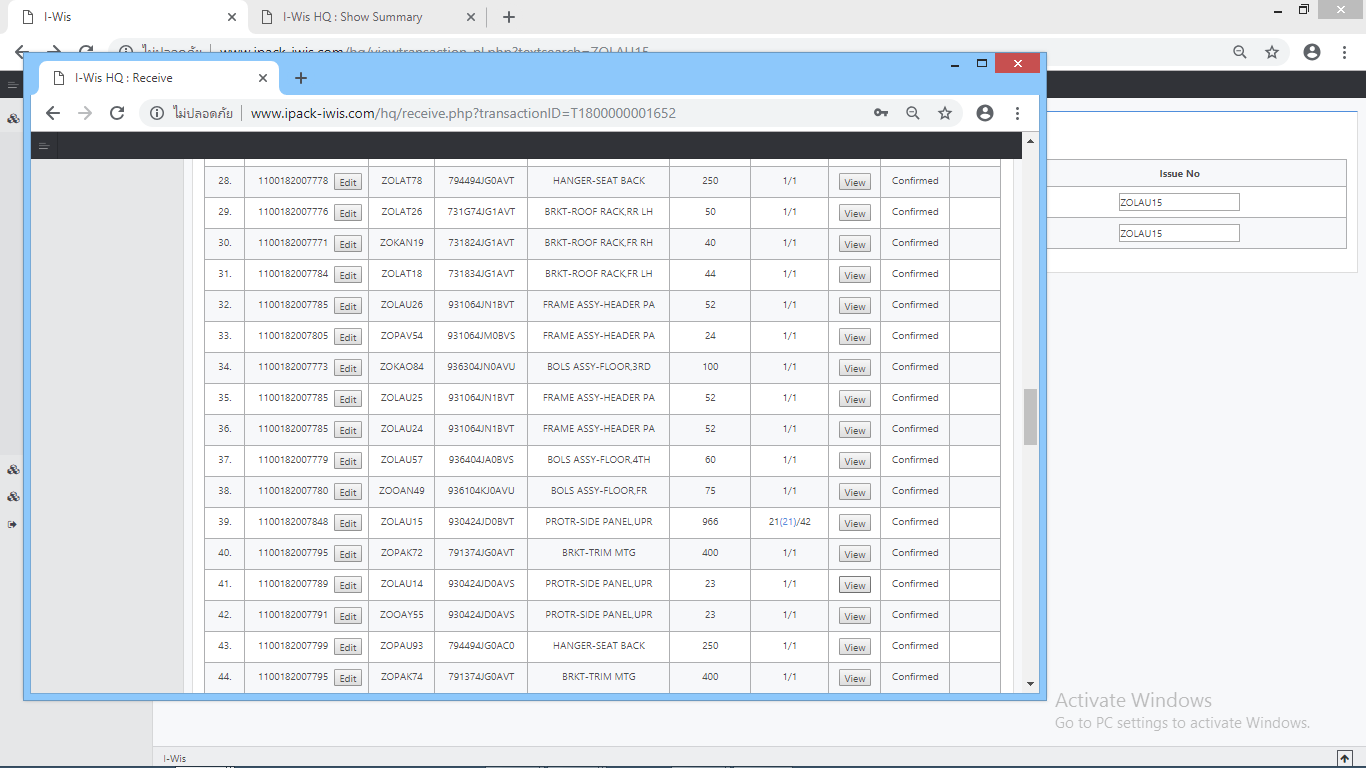 I-Wis
I-Wis HQ : Show Summary
ไม่ปลอดภัย www.ipack-iwis.com/hq/viewtransaction_pl.php?textsearch=ZOLAU15
I-Wis HQ : Receive
ไม่ปลอดภัย www.ipack-iwis.com/hq/receive.php?transactionID=T1800000001652
Issue No
ZOLAU15
ZOLAU15
28. 1100182007778 Edit ZOLAT78 794494JG0AVT HANGER-SEAT BACK 250 1/1 View Confirmed
29. 1100182007776 Edit ZOLAT26 731G74JG1AVT BRKT-ROOF RACK,RR LH 50 1/1 View Confirmed
30. 1100182007771 Edit ZOKAN19 731824JG1AVT BRKT-ROOF RACK,FR RH 40 1/1 View Confirmed
31. 1100182007784 Edit ZOLAT18 731834JG1AVT BRKT-ROOF RACK,FR LH 44 1/1 View Confirmed
32. 1100182007785 Edit ZOLAU26 931064JN1BVT FRAME ASSY-HEADER PA 52 1/1 View Confirmed
33. 1100182007805 Edit ZOPAV54 931064JM0BVS FRAME ASSY-HEADER PA 24 1/1 View Confirmed
34. 1100182007773 Edit ZOKAO84 936304JN0AVU BOLS ASSY-FLOOR,3RD 100 1/1 View Confirmed
35. 1100182007785 Edit ZOLAU25 931064JN1BVT FRAME ASSY-HEADER PA 52 1/1 View Confirmed
36. 1100182007785 Edit ZOLAU24 931064JN1BVT FRAME ASSY-HEADER PA 52 1/1 View Confirmed
37. 1100182007779 Edit ZOLAU57 936404JA0BVS BOLS ASSY-FLOOR,4TH 60 1/1 View Confirmed
38. 1100182007780 Edit ZOOAN49 936104KJ0AVU BOLS ASSY-FLOOR,FR 75 1/1 View Confirmed
39. 1100182007848 Edit ZOLAU15 930424JD0BVT PROTR-SIDE PANEL,UPR 966 21(21)/42 View Confirmed
40. 1100182007795 Edit ZOPAK72 791374JG0AVT BRKT-TRIM MTG 400 1/1 View Confirmed
41. 1100182007789 Edit ZOLAU14 930424JD0AVS PROTR-SIDE PANEL,UPR 23 1/1 View Confirmed
42. 1100182007791 Edit ZOOAY55 930424JD0AVS PROTR-SIDE PANEL,UPR 23 1/1 View Confirmed
43. 1100182007799 Edit ZOPAU93 794494JG0AC0 HANGER-SEAT BACK 250 1/1 View Confirmed
44. 1100182007795 Edit ZOPAK74 791374JG0AVT BRKT-TRIM MTG 400 1/1 View Confirmed
Activate Windows
Go to PC settings to activate Windows.
I-Wis